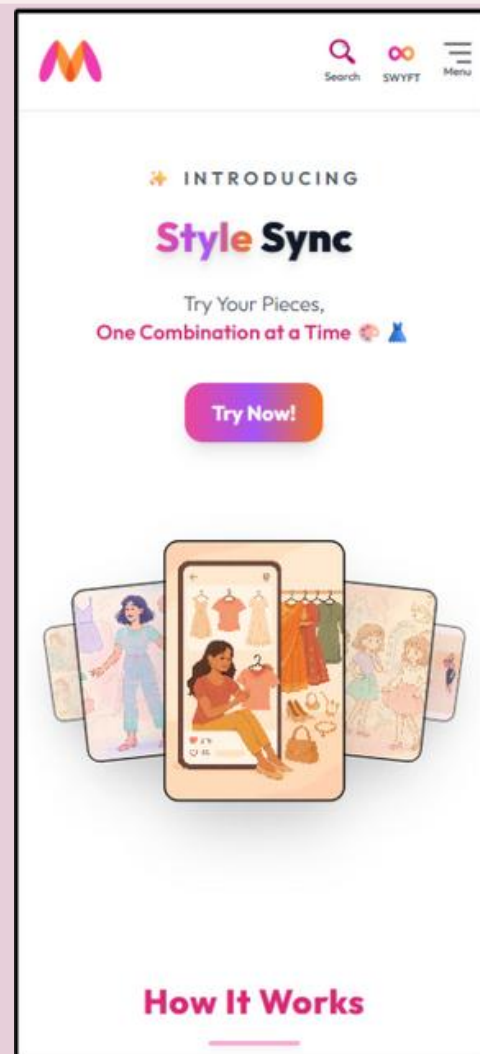 Search
SWYFT
Menu
✨ INTRODUCING
Style Sync
Try Your Pieces,
One Combination at a Time 🎨 👗
Try Now!
How It Works